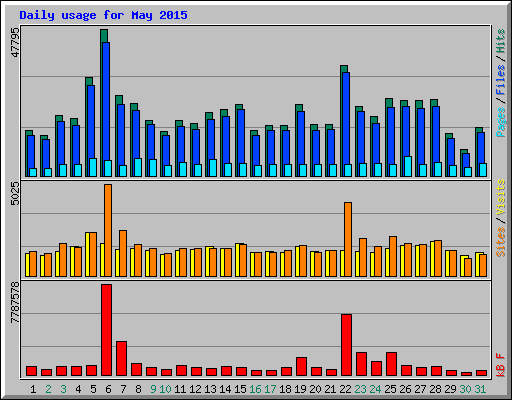 Daily usage for May 2015
47795
Pages / Files / Hits
5025
Sites / Visits
7787578
kB F
1 2 3 4 5 6 7 8 9 10 11 12 13 14 15 16 17 18 19 20 21 22 23 24 25 26 27 28 29 30 31